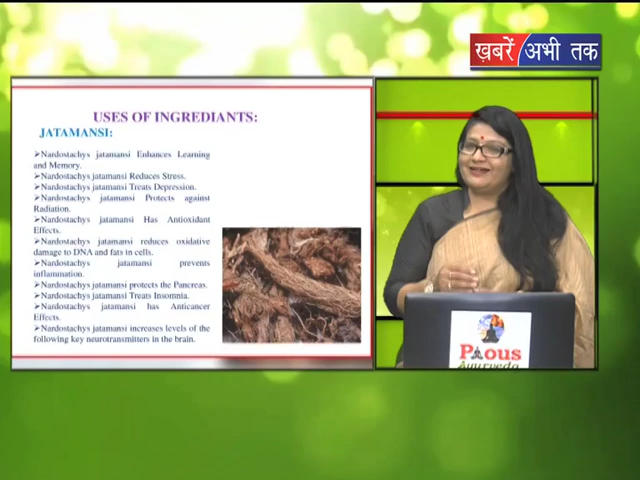 ख़बरें अभी तक
USES OF INGREDIANTS:
JATAMANSI:
➢Nardostachys jatamansi Enhances Learning
and Memory.
➢Nardostachys jatamansi Reduces Stress.
➢Nardostachys jatamansi Treats Depression.
➢Nardostachys jatamansi Protects against
Radiation.
➢Nardostachys jatamansi Has Antioxidant
Effects.
➢Nardostachys jatamansi reduces oxidative
damage to DNA and fats in cells.
➢Nardostachys jatamansi prevents
inflammation.
➢Nardostachys jatamansi protects the Pancreas.
➢Nardostachys jatamansi Treats Insomnia.
➢Nardostachys jatamansi has Anticancer
Effects.
➢Nardostachys jatamansi increases levels of the
following key neurotransmitters in the brain.
Pious
Ayurveda